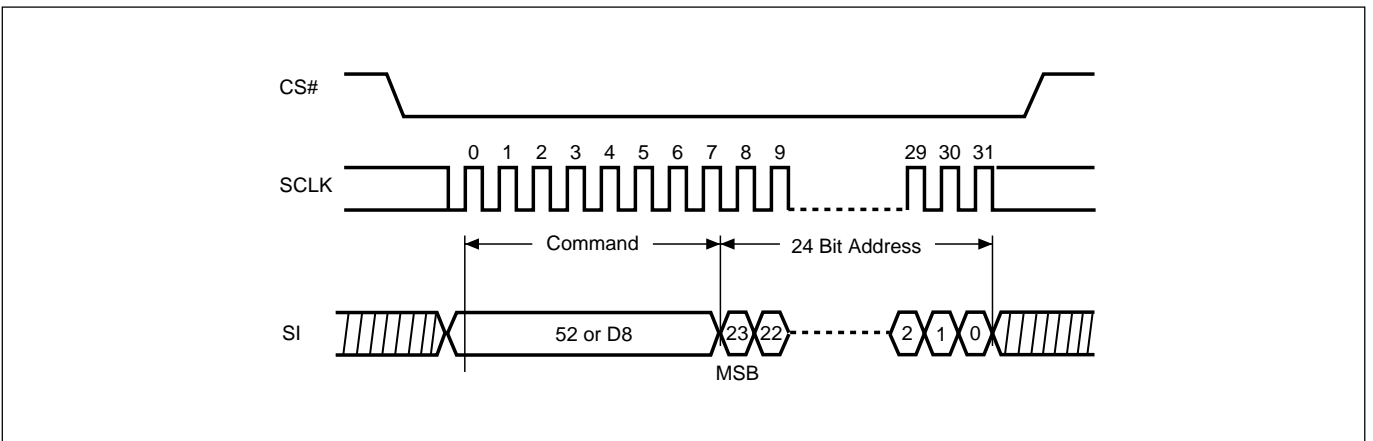 CS#
0 1 2 3 4 5 6 7 8 9 29 30 31
SCLK
Command 24 Bit Address
SI 52 or D8 23 22 2 1 0
MSB